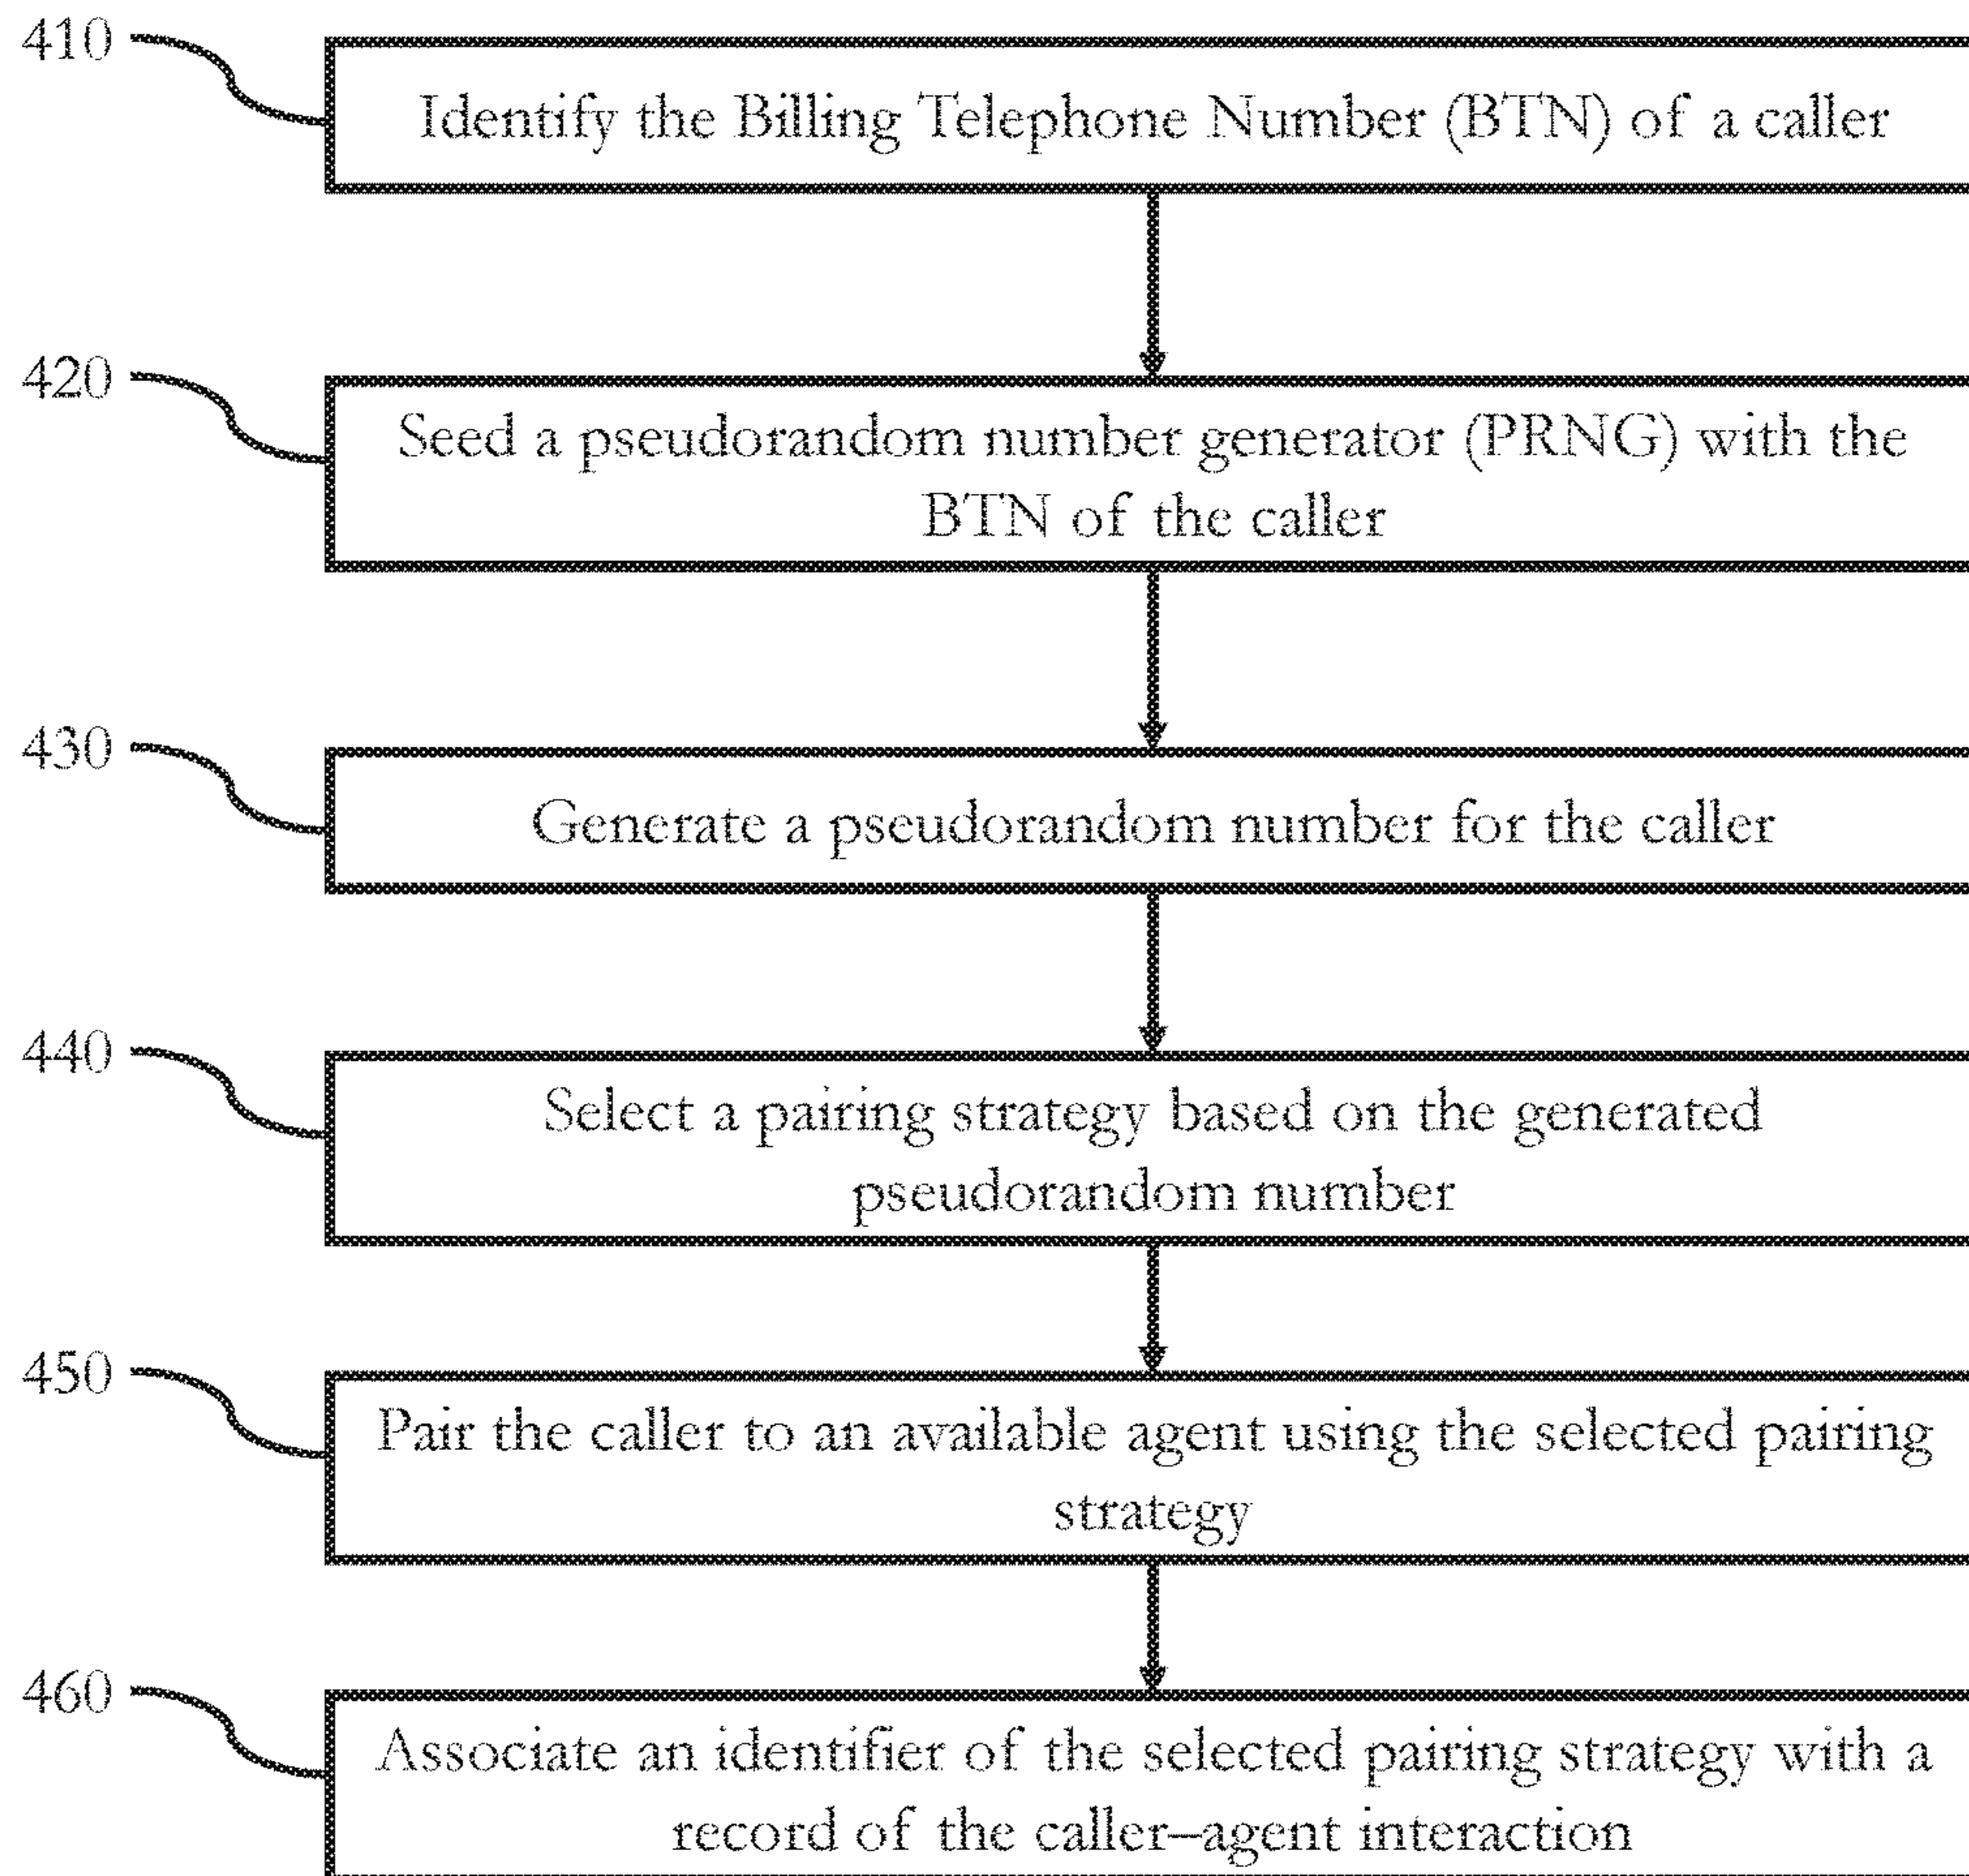 410
Identify the Billing Telephone Number (BTN) of a caller
420
Seed a pseudorandom number generator (PRNG) with the
BTN of the caller
430
Generate a pseudorandom number for the caller
440
Select a pairing strategy based on the generated
pseudorandom number
450
Pair the caller to an available agent using the selected pairing
strategy
460
Associate an identifier of the selected pairing strategy with a
record of the caller–agent interaction